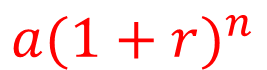 a(1 + r)ⁿ